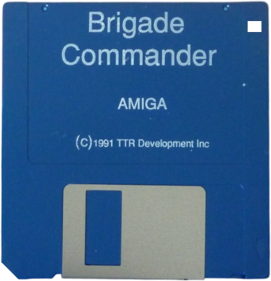 Brigade
Commander
AMIGA
(C)1991 TTR Development Inc